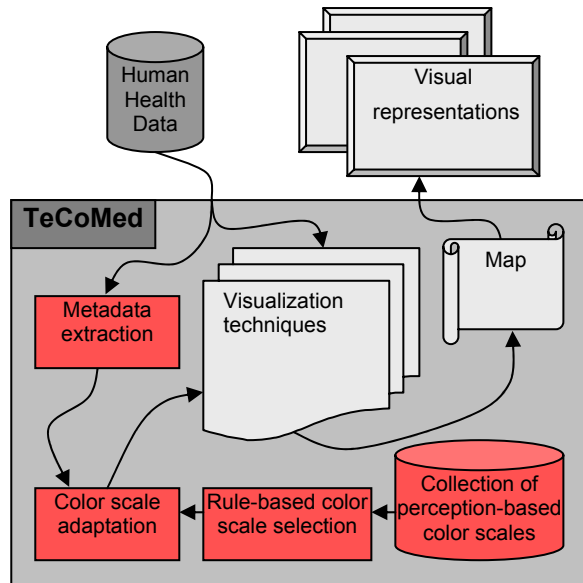 Human
Health
Data
Visual
representations
TeCoMed
Map
Metadata
extraction
Visualization
techniques
Color scale
adaptation
Rule-based color
scale selection
Collection of
perception-based
color scales